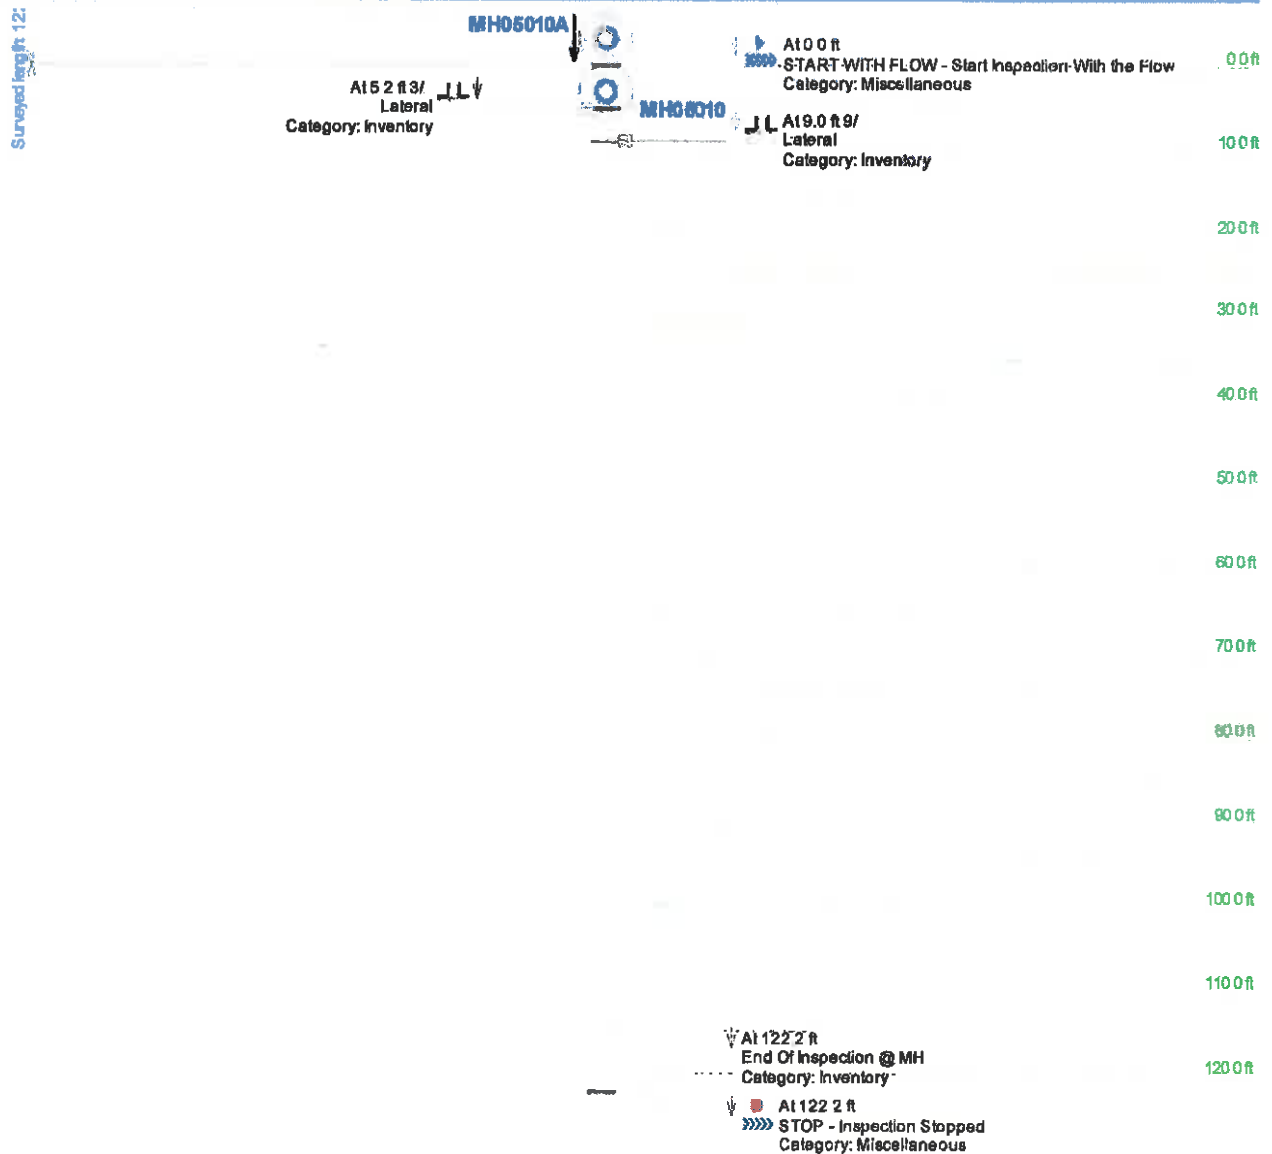 Surveyed length 12:
MH05010A
At 0 0 ft
START WITH FLOW - Start Inspection-With the Flow
Category: Miscellaneous
0 0 ft
At 5 2 ft 3/
Lateral
Category: Inventory
MH05010
At 9.0 ft 9/
Lateral
Category: Inventory
10 0 ft
20 0 ft
30 0 ft
40.0 ft
50 0 ft
60 0 ft
70 0 ft
80 0 ft
90 0 ft
100 0 ft
110 0 ft
At 122 2 ft
End Of Inspection @ MH
Category: Inventory
120 0 ft
At 122 2 ft
STOP - Inspection Stopped
Category: Miscellaneous